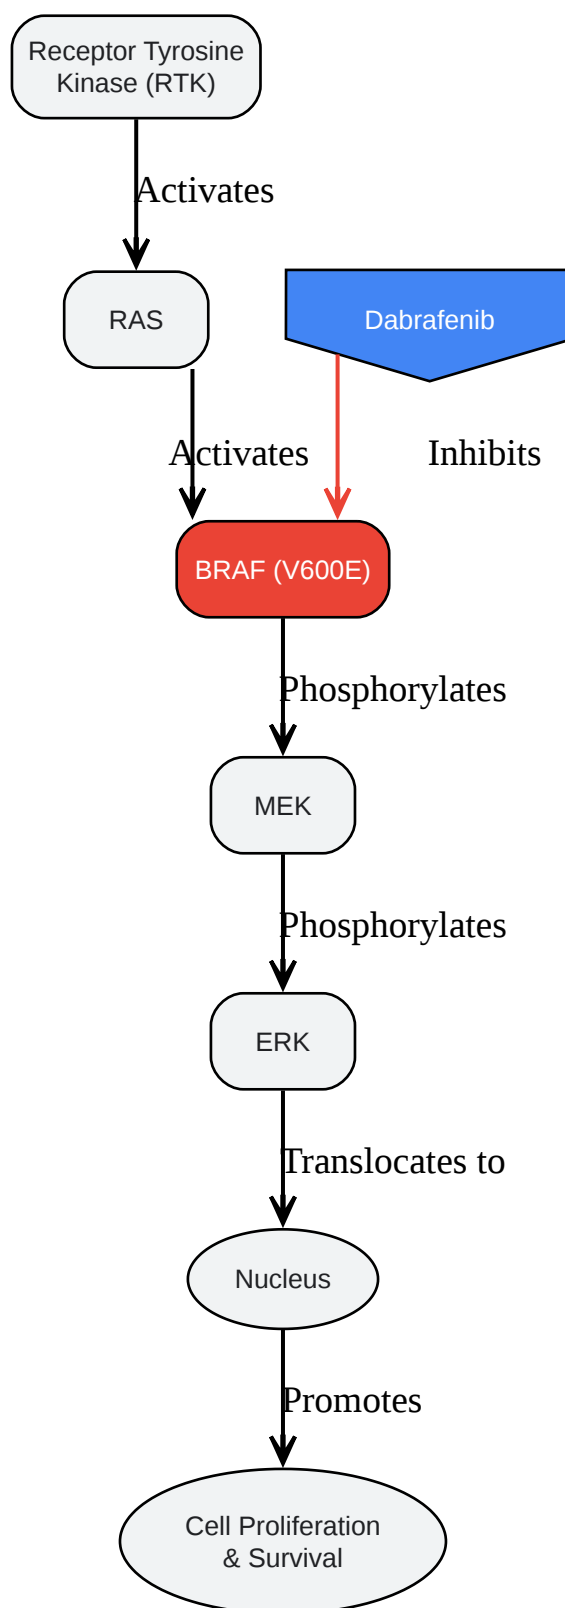 Receptor Tyrosine
Kinase (RTK)
Activates
RAS
Dabrafenib
Activates
Inhibits
BRAF (V600E)
Phosphorylates
MEK
Phosphorylates
ERK
Translocates to
Nucleus
Promotes
Cell Proliferation
& Survival